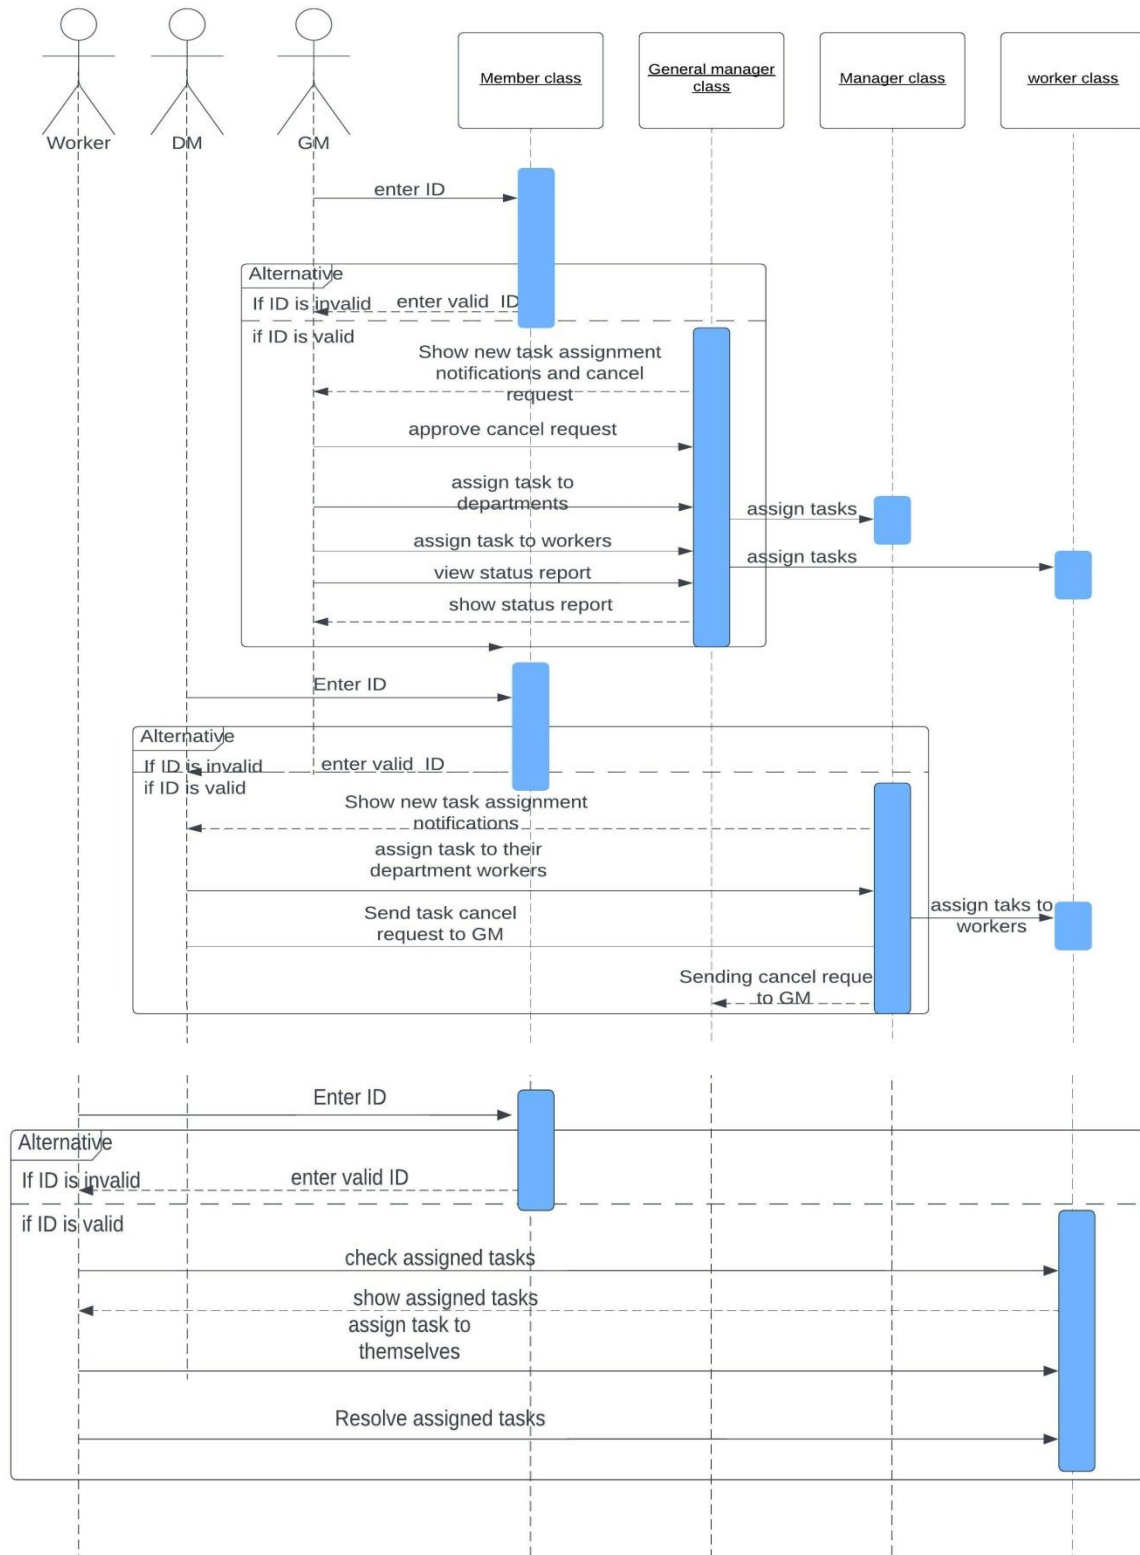 Worker
DM
GM
Member class
General manager
class
Manager class
worker class
enter ID
Alternative
If ID is invalid
enter valid ID
if ID is valid
Show new task assignment
notifications and cancel
request
approve cancel request
assign task to
departments
assign tasks
assign task to workers
assign tasks
view status report
show status report
Enter ID
Alternative
If ID is invalid
enter valid ID
if ID is valid
Show new task assignment
notifications
assign task to their
department workers
Send task cancel
request to GM
assign taks to
workers
Sending cancel reque
to GM
Enter ID
Alternative
If ID is invalid
enter valid ID
if ID is valid
check assigned tasks
show assigned tasks
assign task to
themselves
Resolve assigned tasks